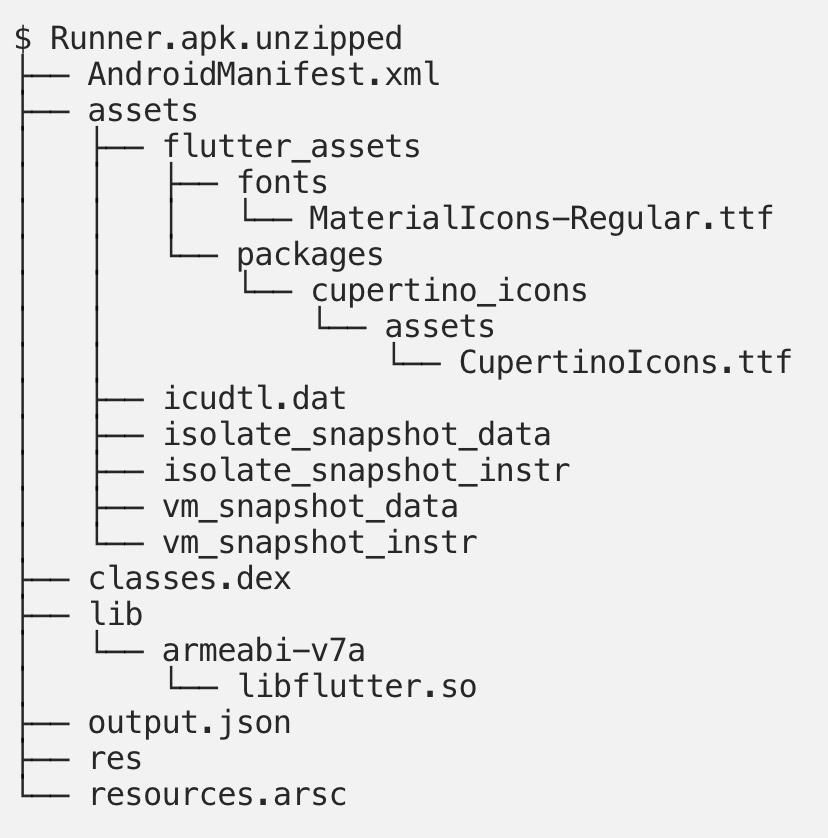 $ Runner.apk.unzipped
├── AndroidManifest.xml
├── assets
│   ├── flutter_assets
│   │   ├── fonts
│   │   │   └── MaterialIcons-Regular.ttf
│   │   └── packages
│   │       └── cupertino_icons
│   │           └── assets
│   │               └── CupertinoIcons.ttf
│   ├── icudtl.dat
│   ├── isolate_snapshot_data
│   ├── isolate_snapshot_instr
│   ├── vm_snapshot_data
│   └── vm_snapshot_instr
├── classes.dex
├── lib
│   └── armeabi-v7a
│       └── libflutter.so
├── output.json
├── res
└── resources.arsc